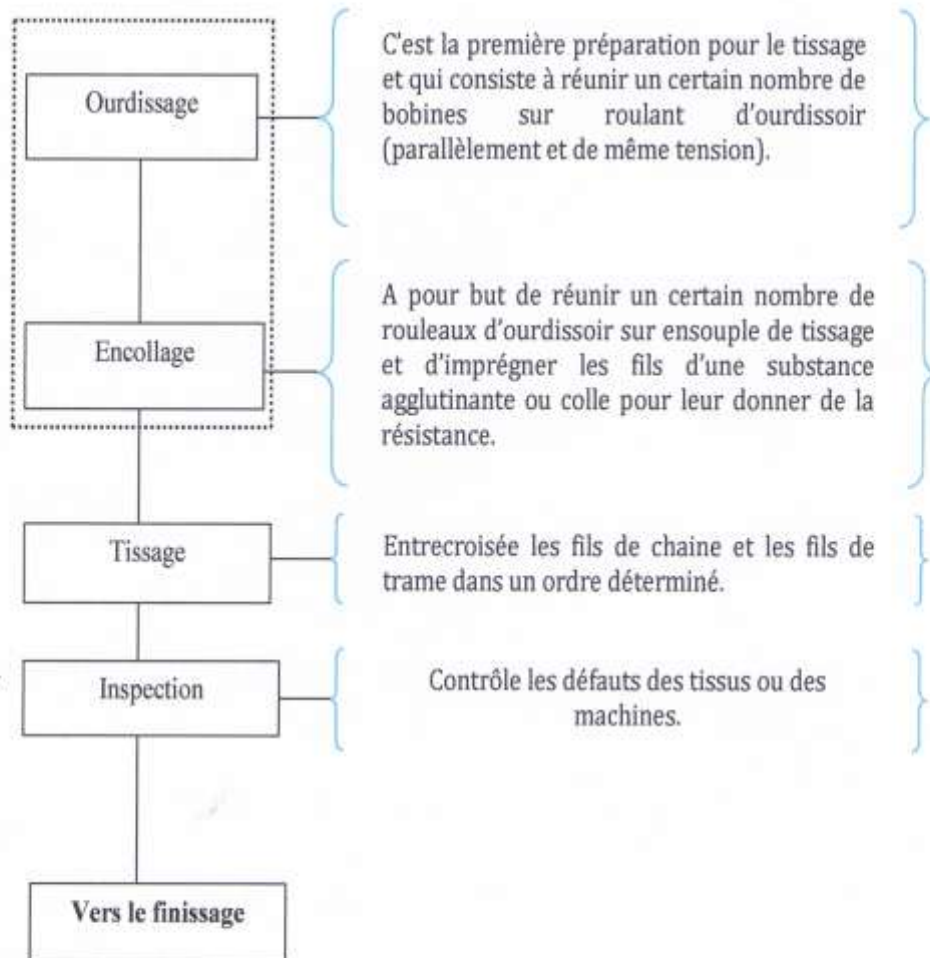 Ourdissage
C'est la première préparation pour le tissage
et qui consiste à réunir un certain nombre de
bobines sur roulant d'ourdissoir
(parallèlement et de même tension).
Encollage
A pour but de réunir un certain nombre de
rouleaux d'ourdissoir sur ensouple de tissage
et d'imprégner les fils d'une substance
agglutinante ou colle pour leur donner de la
résistance.
Tissage
Entrecroisée les fils de chaine et les fils de
trame dans un ordre déterminé.
Inspection
Contrôle les défauts des tissus ou des
machines.
Vers le finissage